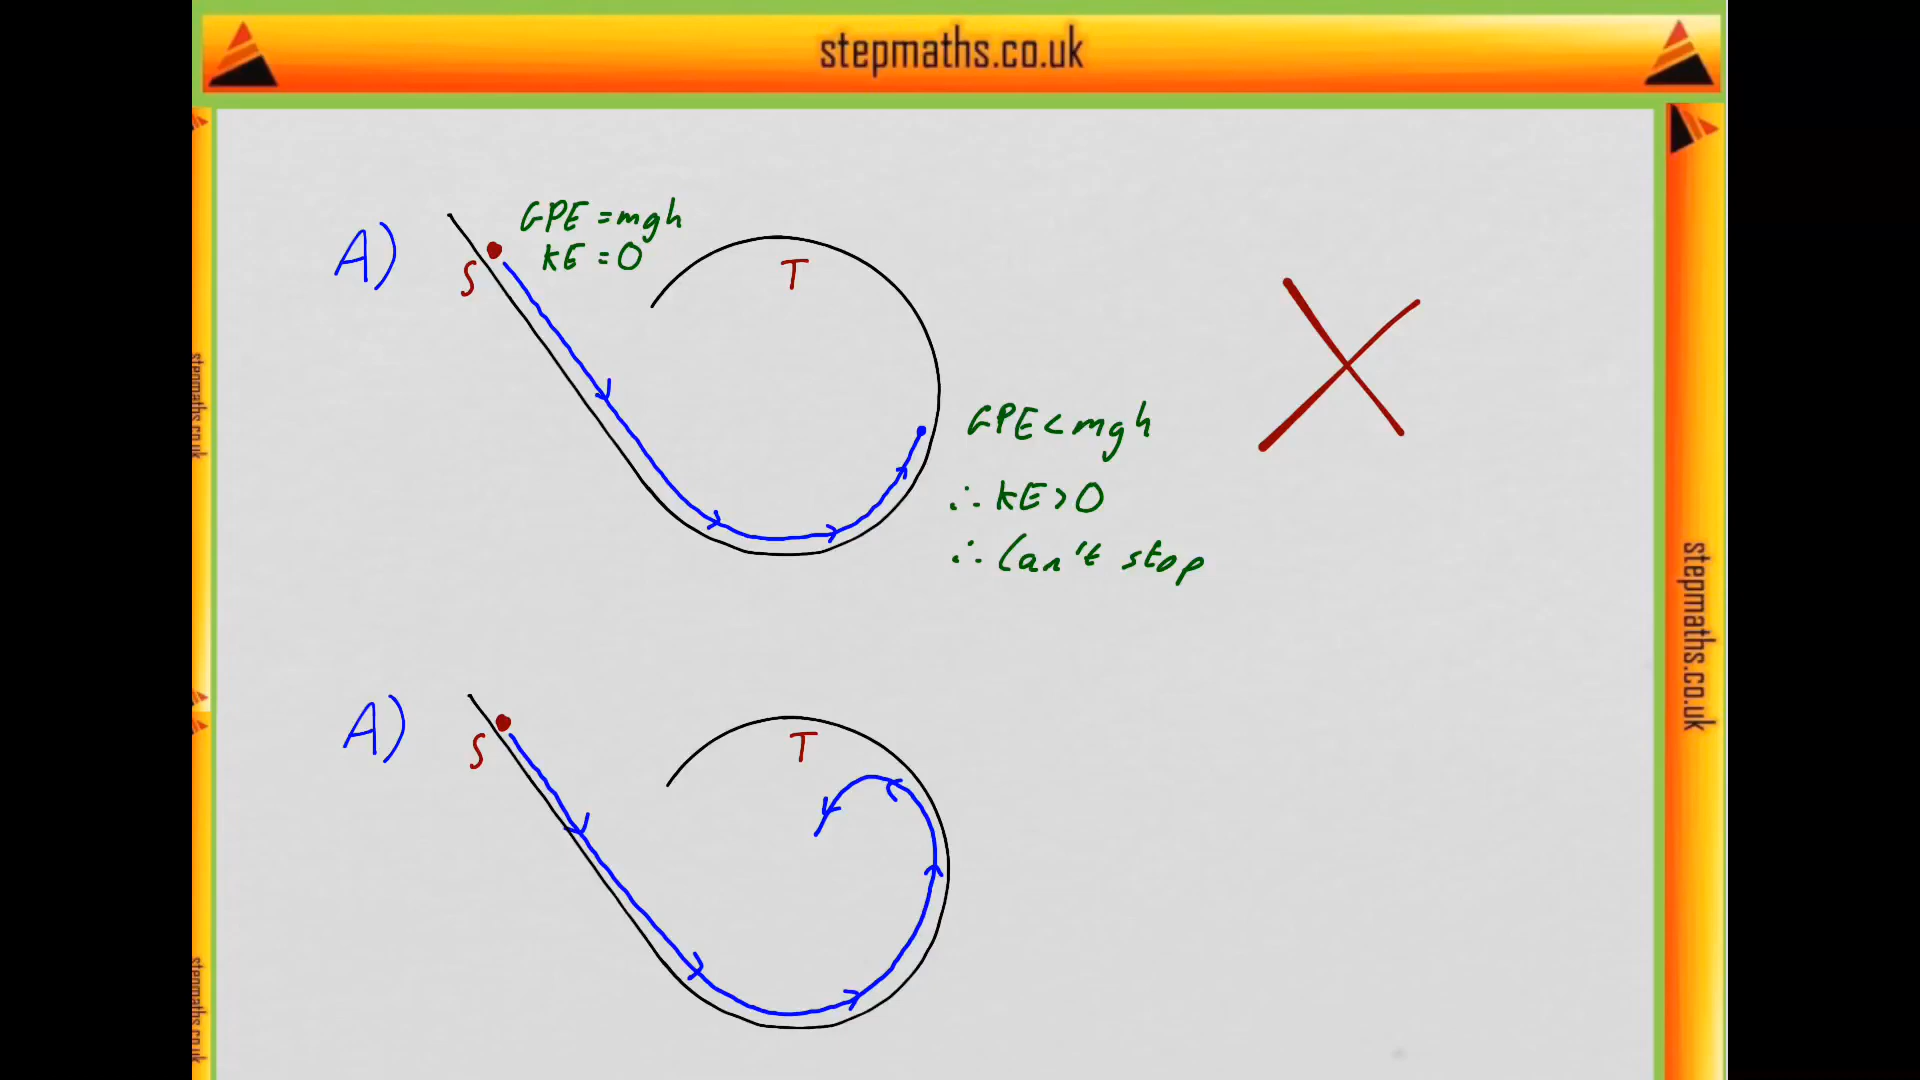 stepmaths.co.uk
A)
GPE = mgh
KE = 0
S
T
GPE < mgh
∴ KE > 0
∴ Can't stop
A)
S
T
stepmaths.co.uk
stepmaths.co.uk
stepmaths.co.uk